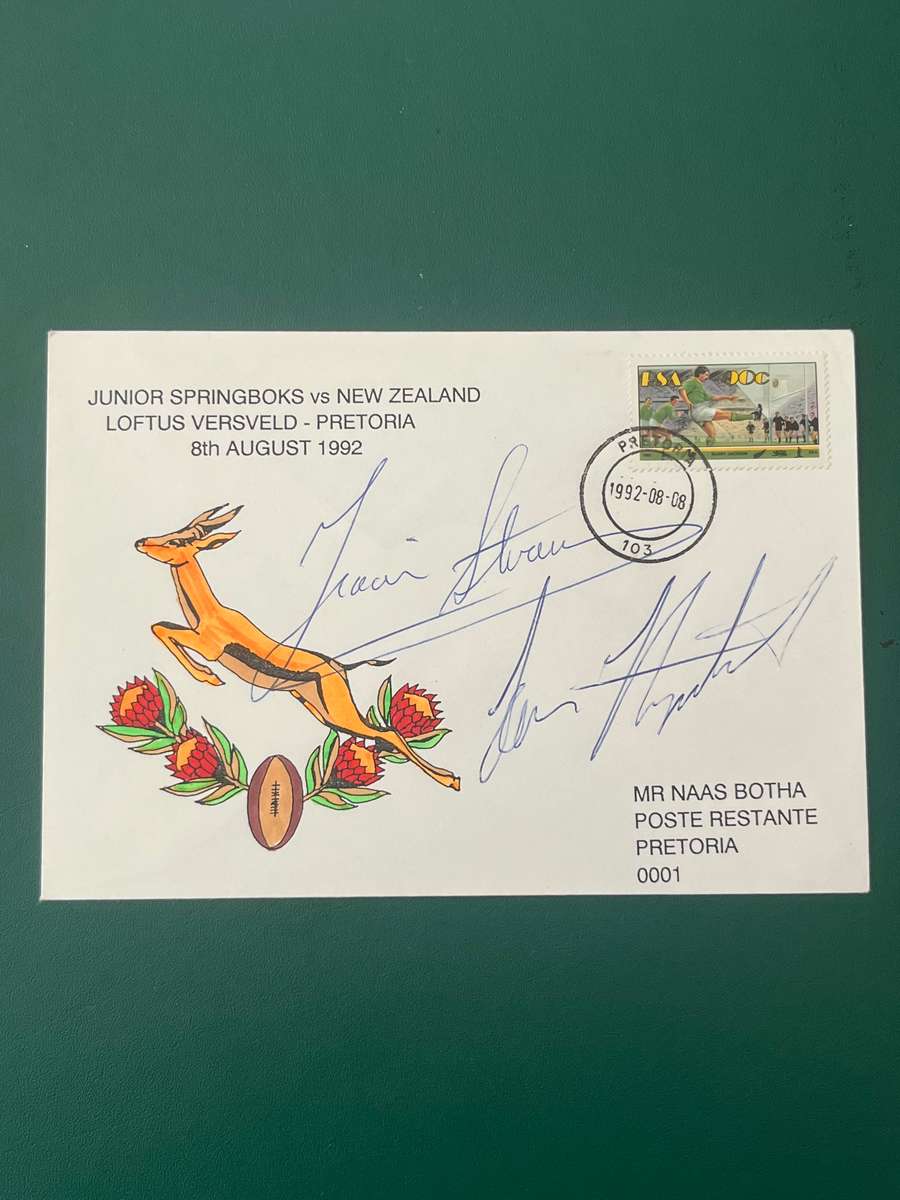 JUNIOR SPRINGBOKS vs NEW ZEALAND
LOFTUS VERSVELD - PRETORIA
8th AUGUST 1992
RSA
PRETORIA
1992-08-08
103
MR NAAS BOTHA
POSTE RESTANTE
PRETORIA
0001